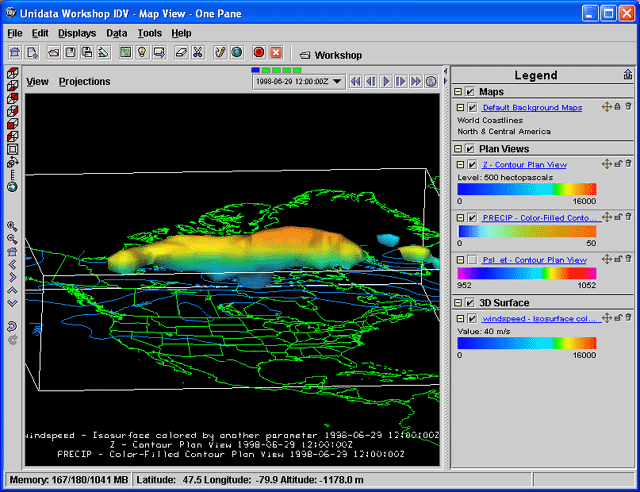 Unidata Workshop IDV - Map View - One Pane
File Edit Displays Data Tools Help
Workshop
View Projections
1998-06-29 12:00:00Z
Legend
Maps
Default Background Maps
World Coastlines
North & Central America
Plan Views
Z - Contour Plan View
Level: 500 hectopascals
0 16000
PRECIP - Color-Filled Conto...
0 50
Psl_et - Contour Plan View
952 1052
3D Surface
windspeed - Isosurface col...
Value: 40 m/s
0 16000
windspeed - Isosurface colored by another parameter 1998-06-29 12:00:00Z
Z - Contour Plan View 1998-06-29 12:00:00Z
PRECIP - Color-Filled Contour Plan View 1998-06-29 12:00:00Z
Memory: 167/180/1041 MB Latitude: 47.5 Longitude: -79.9 Altitude: -1178.0 m